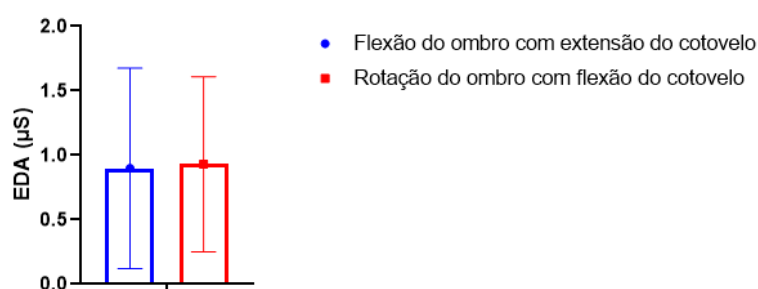 2.0
1.5
1.0
0.5
0.0
EDA (µS)
Flexão do ombro com extensão do cotovelo
Rotação do ombro com flexão do cotovelo